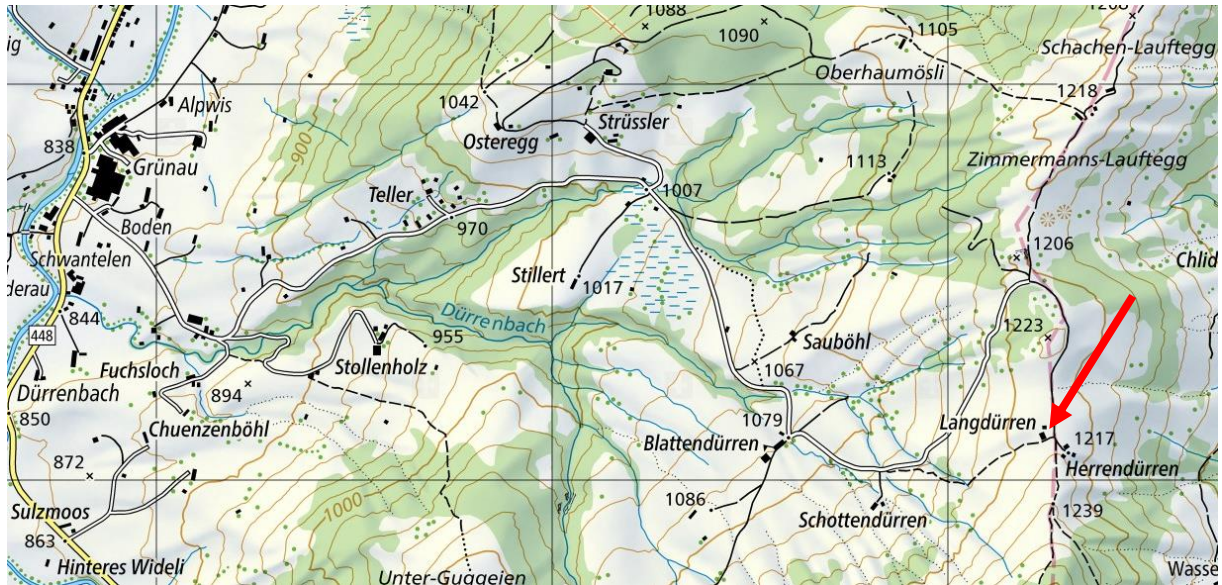 ig
1088
1090
1105
1208
Schachen-Lauftegg
Oberhaumösli
Alpwis
1042
1218
Strüssler
Osteregg
838
900
Grünau
1113
Zimmermanns-Lauftegg
Teller
1007
Boden
970
1206
Schwantelen
Stillert
1017
Chlid
derau
844
Dürrenbach
1223
448
955
Sauböhl
Stollenholz
Fuchsloch
1067
Dürrenbach
894
850
Chuenzenböhl
1079
Langdürren
Blattendürren
1217
872
Herrendürren
1086
1000
Sulzmoos
Schottendürren
1239
863
Hinteres Wideli
Unter-Guggeien
Wasse